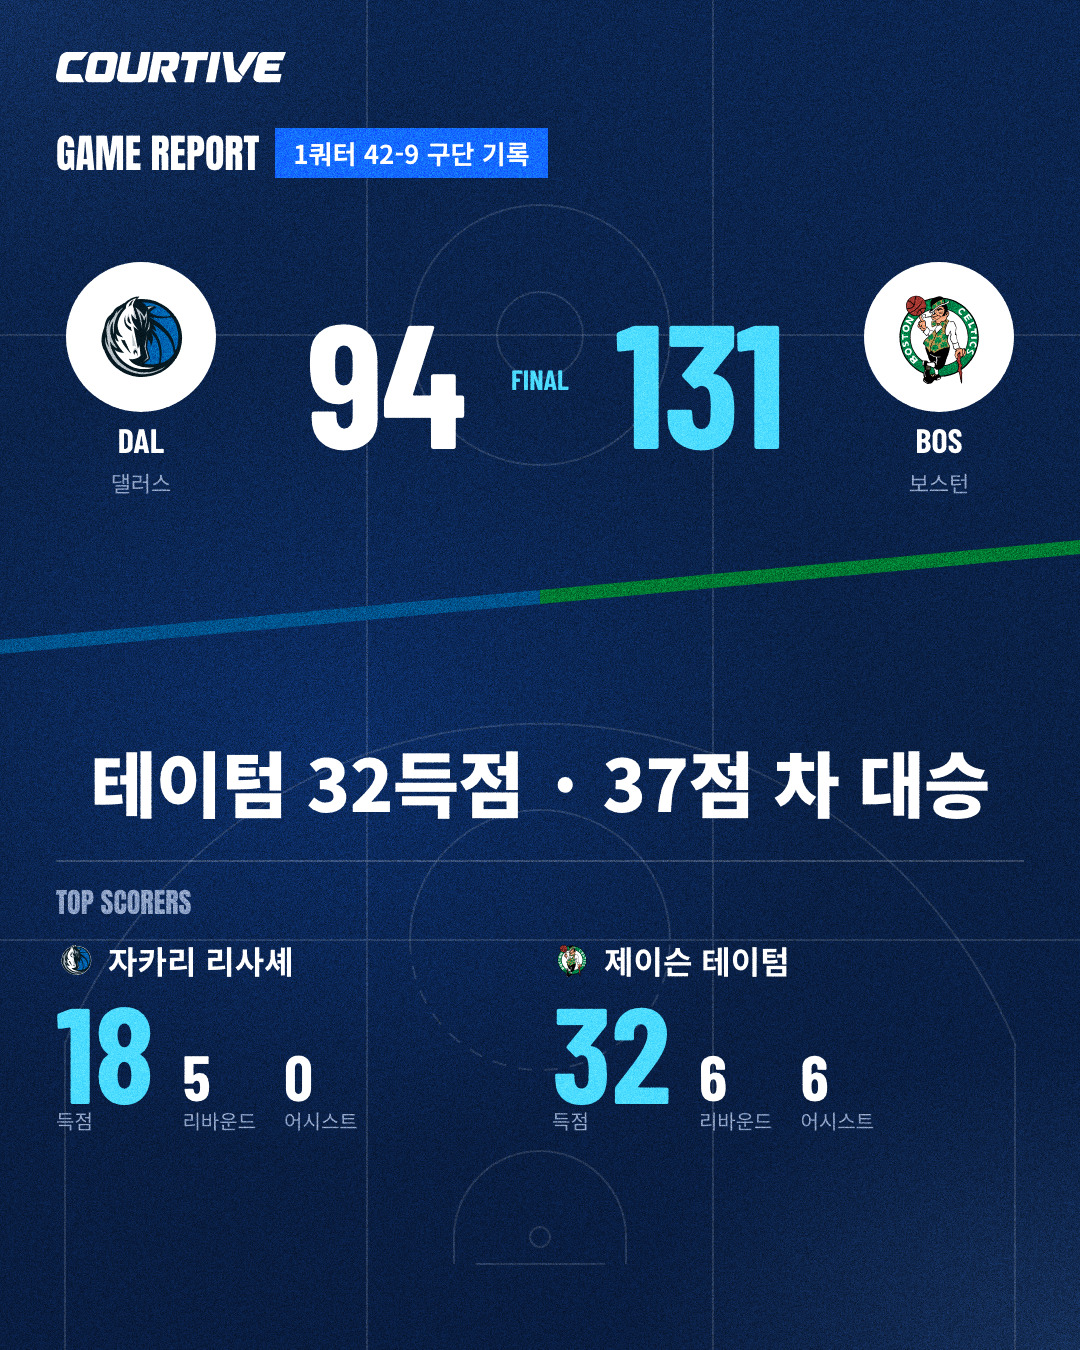 COURTIVE
GAME REPORT 1쿼터 42-9 구단 기록
94 FINAL 131
BOSTON CELTICS
DAL BOS
댈러스 보스턴
테이텀 32득점 · 37점 차 대승
TOP SCORERS
자카리 리사셰 제이슨 테이텀
18 5 0 32 6 6
득점 리바운드 어시스트 득점 리바운드 어시스트